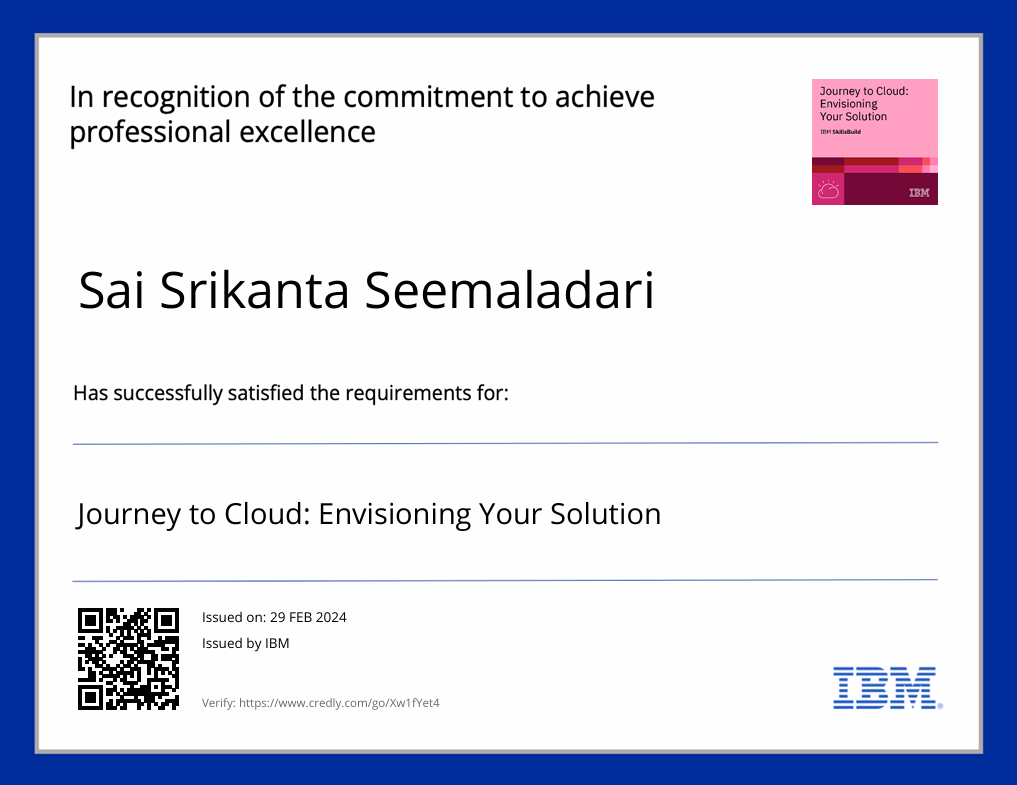 In recognition of the commitment to achieve
professional excellence
Journey to Cloud:
Envisioning
Your Solution
IBM SkillsBuild
IBM
Sai Srikanta Seemaladari
Has successfully satisfied the requirements for:
Journey to Cloud: Envisioning Your Solution
Issued on: 29 FEB 2024
Issued by IBM
Verify: https://www.credly.com/go/Xw1fYet4
IBM®